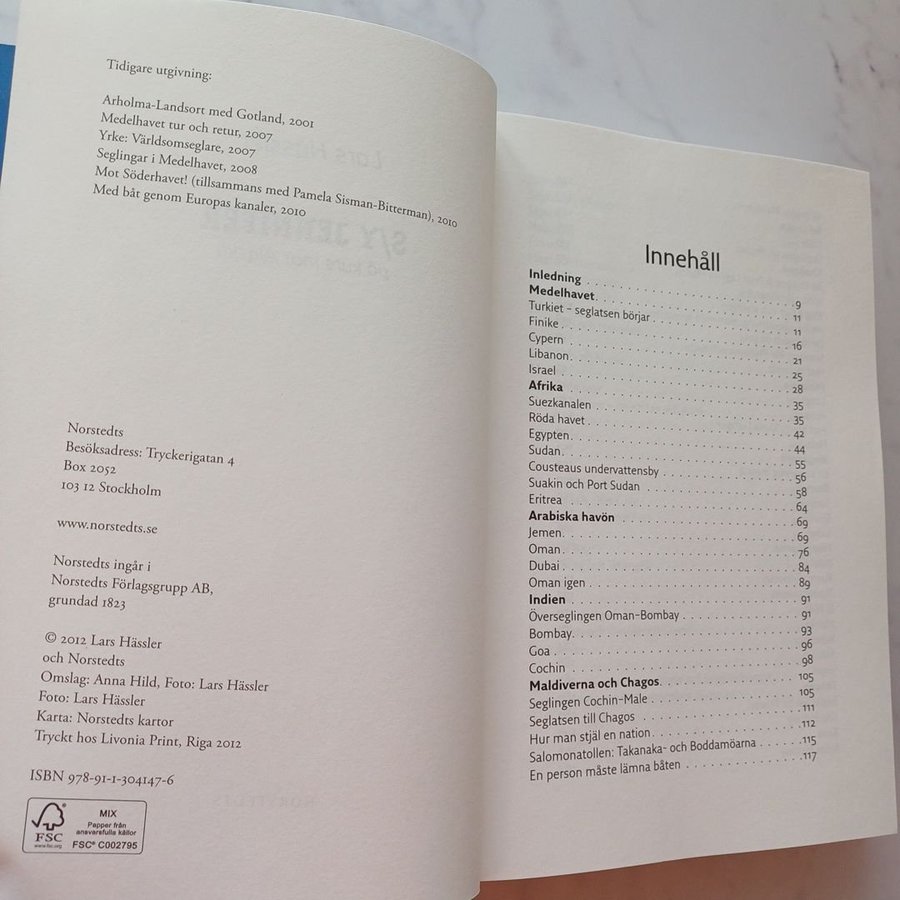 Tidigare utgivning:
Arholma-Landsort med Gotland, 2001
Medelhavet tur och retur, 2007
Yrke: Världsomseglare, 2007
Seglingar i Medelhavet, 2008
Mot Söderhavet! (tillsammans med Pamela Sisman-Bitterman), 2010
Med båt genom Europas kanaler, 2010
Norstedts
Besöksadress: Tryckerigatan 4
Box 2052
103 12 Stockholm
www.norstedts.se
Norstedts ingår i
Norstedts Förlagsgrupp AB,
grundad 1823
© 2012 Lars Hässler
och Norstedts
Omslag: Anna Hild, Foto: Lars Hässler
Foto: Lars Hässler
Karta: Norstedts kartor
Tryckt hos Livonia Print, Riga 2012
ISBN 978-91-1-304147-6
FSC
www.fsc.org
MIX
Papper från
ansvarsfulla källor
FSC® C002795
Innehåll
Inledning . . . . . 9
Medelhavet . . . . . 11
Turkiet – seglatsen börjar . . . . . 11
Finike . . . . . 16
Cypern . . . . . 21
Libanon . . . . . 25
Israel . . . . . 28
Afrika . . . . . 35
Suezkanalen . . . . . 35
Röda havet . . . . . 42
Egypten . . . . . 44
Sudan . . . . . 55
Cousteaus undervattensby . . . . . 56
Suakin och Port Sudan . . . . . 58
Eritrea . . . . . 64
Arabiska havön . . . . . 69
Jemen . . . . . 69
Oman . . . . . 76
Dubai . . . . . 84
Oman igen . . . . . 89
Indien . . . . . 91
Överseglingen Oman–Bombay . . . . . 91
Bombay . . . . . 93
Goa . . . . . 96
Cochin . . . . . 98
Maldiverna och Chagos . . . . . 105
Seglingen Cochin–Male . . . . . 105
Seglatsen till Chagos . . . . . 111
Hur man stjäl en nation . . . . . 112
Salomonatollen: Takanaka- och Boddamöarna . . . . . 115
En person måste lämna båten . . . . . 117